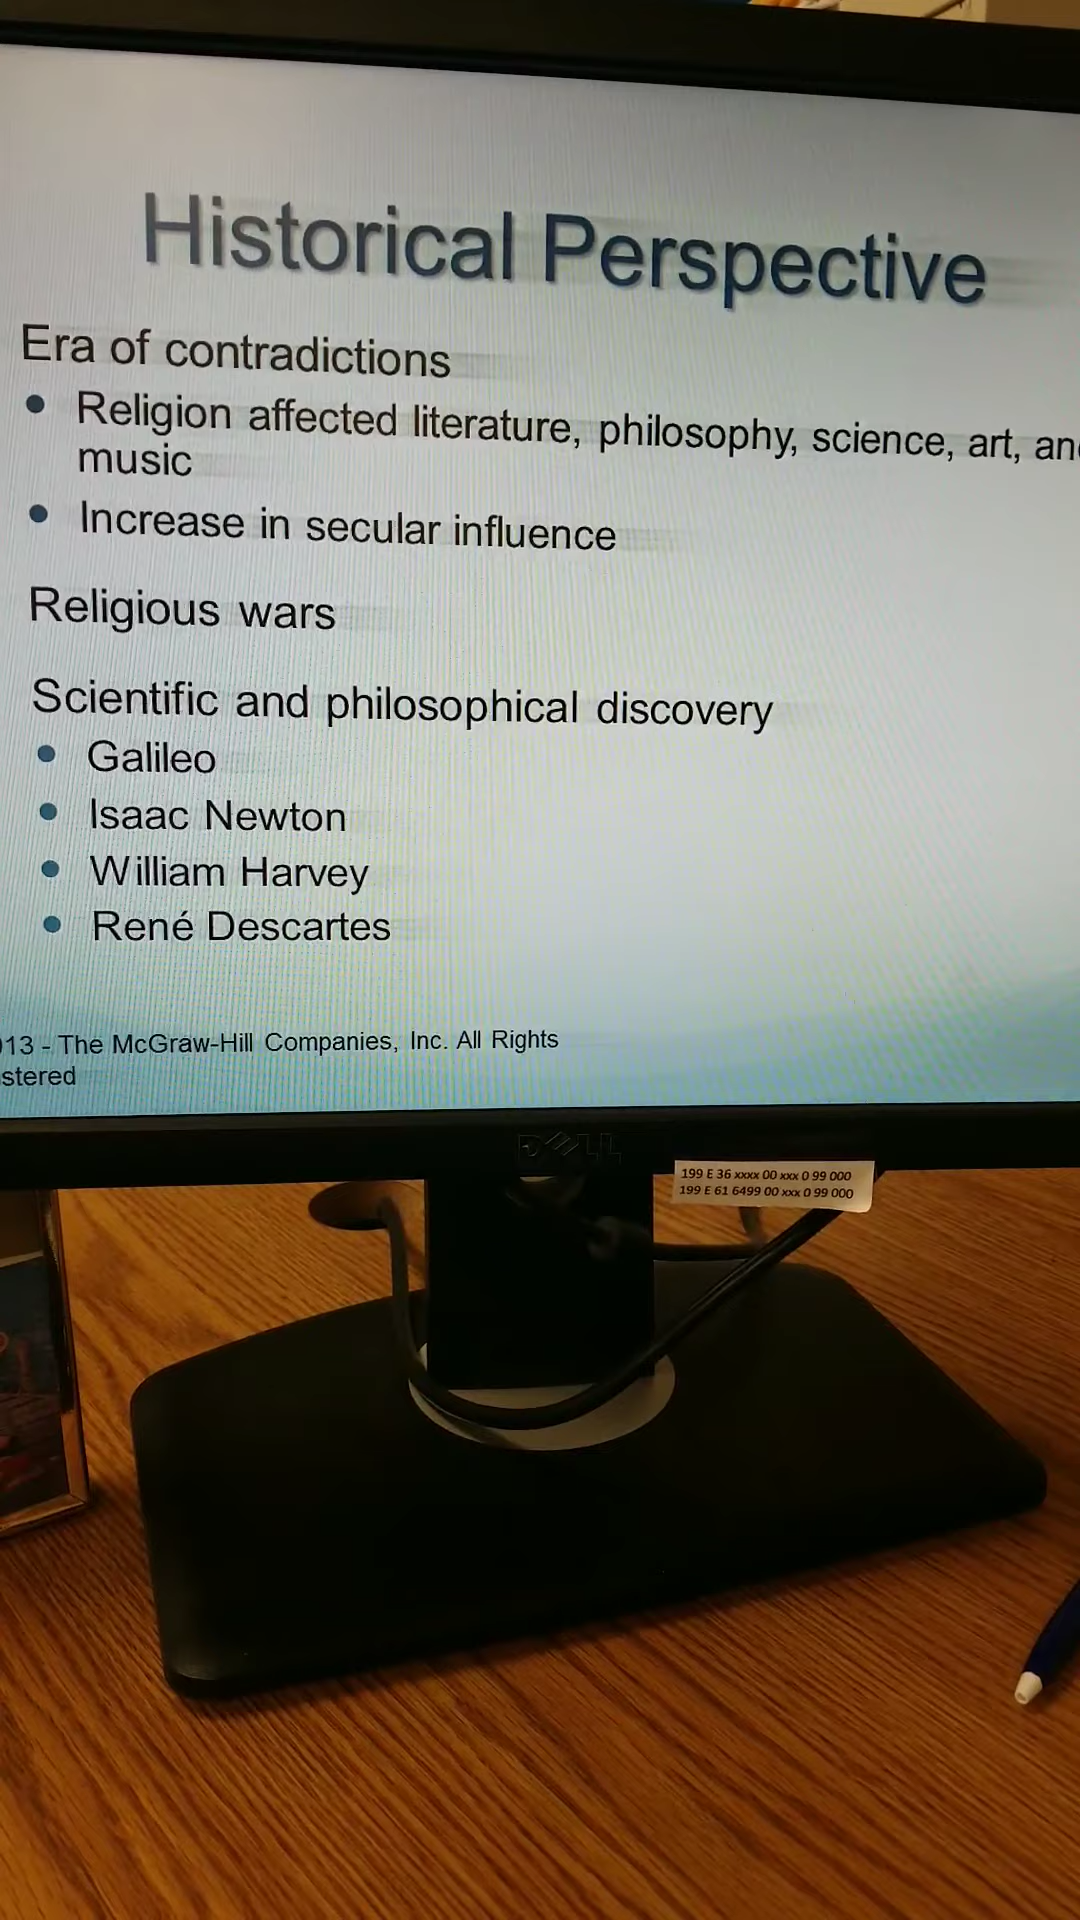 Historical Perspective
Era of contradictions
• Religion affected literature, philosophy, science, art, an
music
• Increase in secular influence
Religious wars
Scientific and philosophical discovery
• Galileo
• Isaac Newton
• William Harvey
• René Descartes
013 - The McGraw-Hill Companies, Inc. All Rights
stered
DELL
199 E 36 xxxx 00 xxx 0 99 000
199 E 61 6499 00 xxx 0 99 000